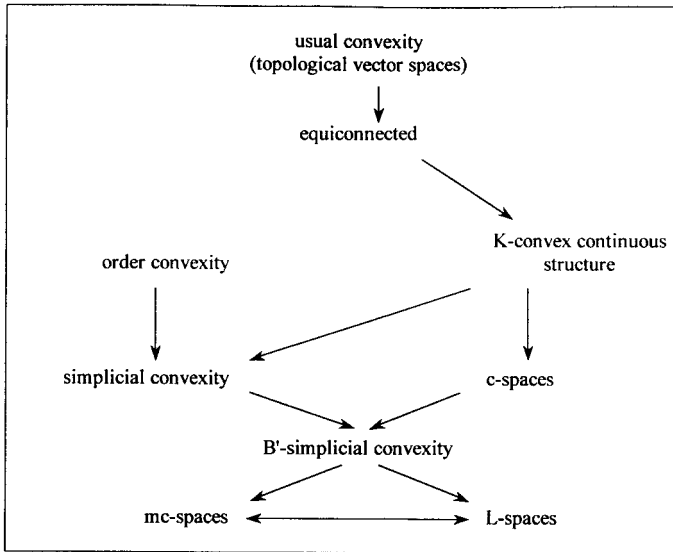 usual convexity
(topological vector spaces)
equiconnected
K-convex continuous
structure
order convexity
simplicial convexity
c-spaces
B'-simplicial convexity
mc-spaces
L-spaces